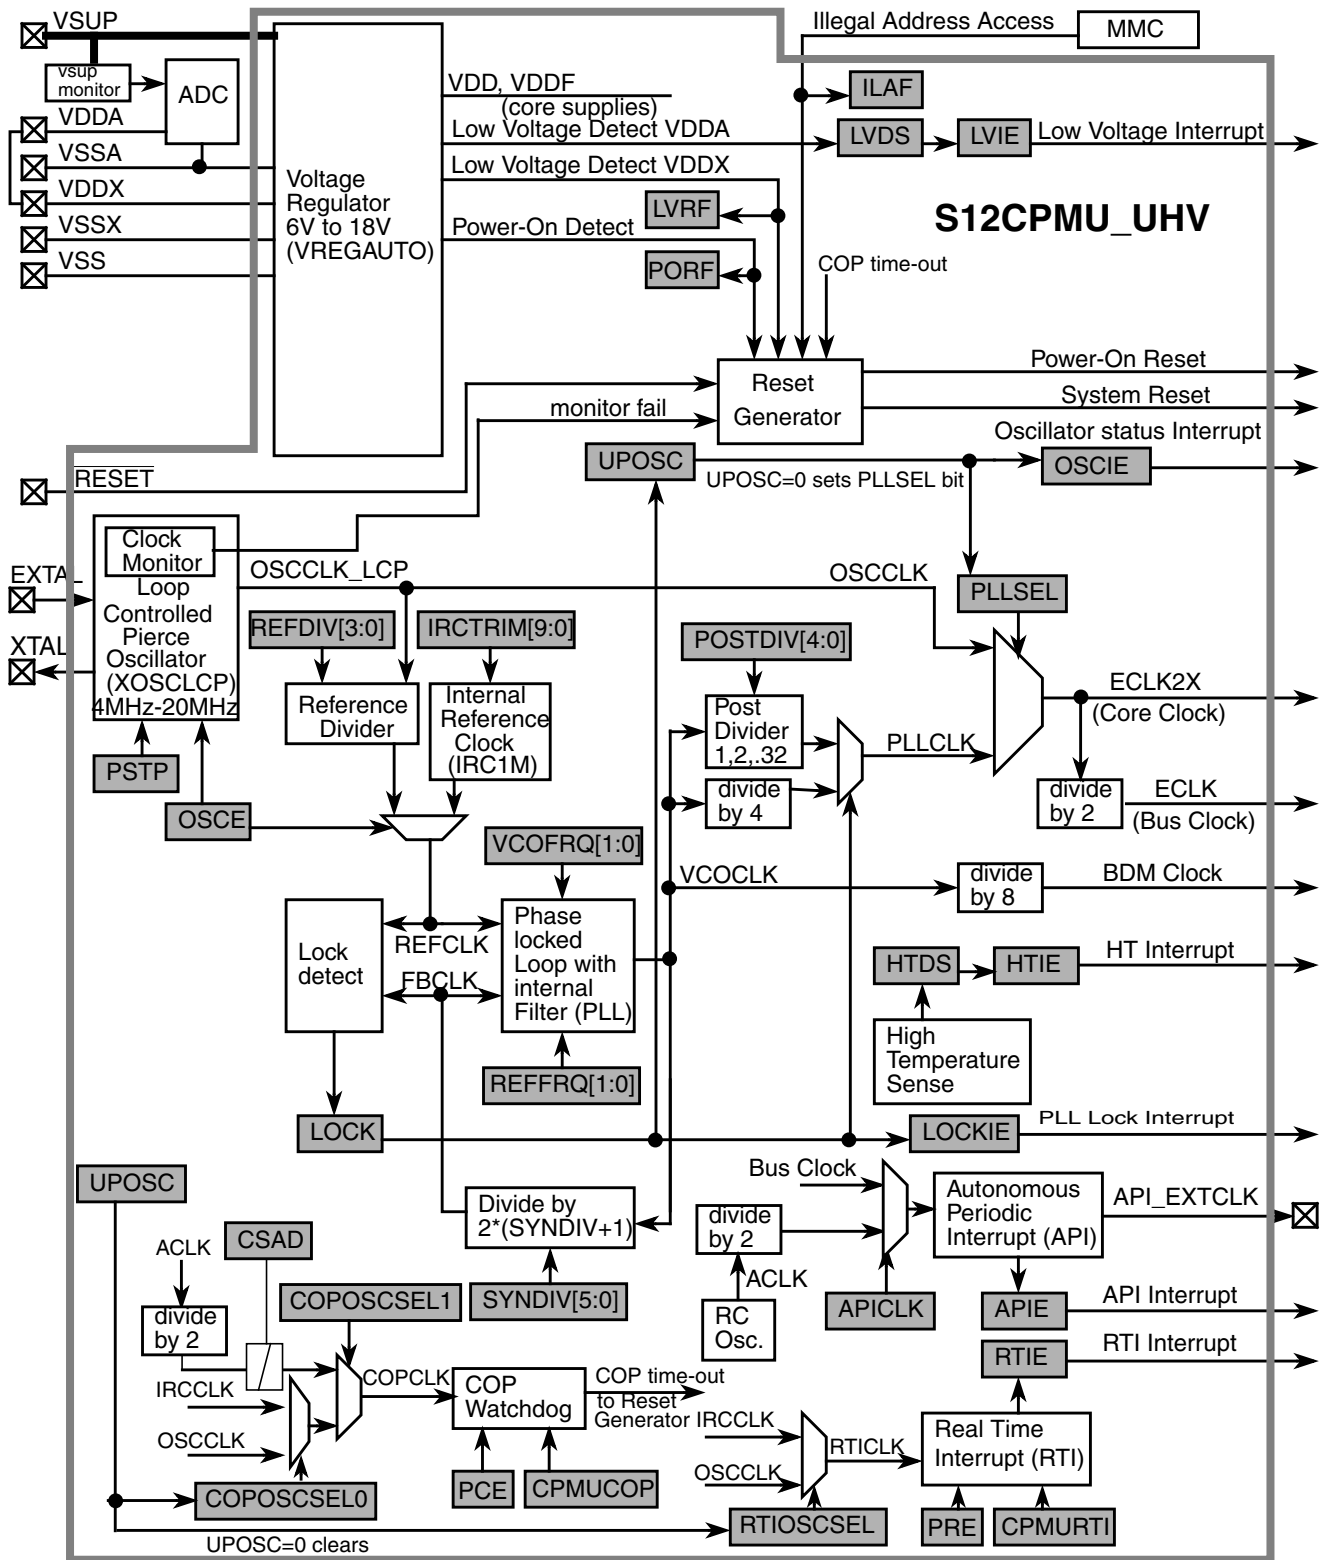 VSUP
Illegal Address Access
MMC
vsup
monitor
ADC
VDD, VDDF
(core supplies)
ILAF
VDDA
Low Voltage Detect VDDA
LVDS
LVIE
Low Voltage Interrupt
VSSA
Low Voltage Detect VDDX
VDDX
Voltage
Regulator
6V to 18V
(VREGAUTO)
LVRF
S12CPMU_UHV
VSSX
Power-On Detect
VSS
PORF
COP time-out
Reset
Generator
Power-On Reset
System Reset
monitor fail
Oscillator status Interrupt
UPOSC
OSCIE
UPOSC=0 sets PLLSEL bit
RESET
Clock
Monitor
EXTAL
OSCCLK_LCP
OSCCLK
Loop
Controlled
Pierce
Oscillator
(XOSCLCP)
4MHz-20MHz
XTAL
PLLSEL
REFDIV[3:0]
IRCTRIM[9:0]
POSTDIV[4:0]
Reference
Divider
Internal
Reference
Clock
(IRC1M)
Post
Divider
1,2,.32
ECLK2X
(Core Clock)
PLLCLK
PSTP
divide
by 4
divide
by 2
ECLK
(Bus Clock)
OSCE
VCOFRQ[1:0]
VCOCLK
divide
by 8
BDM Clock
Lock
detect
REFCLK
FBCLK
Phase
locked
Loop with
internal
Filter (PLL)
HTDS
HTIE
HT Interrupt
High
Temperature
Sense
REFFRQ[1:0]
LOCK
LOCKIE
PLL Lock Interrupt
UPOSC
Bus Clock
Divide by
2*(SYNDIV+1)
divide
by 2
Autonomous
Periodic
Interrupt (API)
API_EXTCLK
CSAD
ACLK
ACLK
COPOSCSEL1
SYNDIV[5:0]
RC
Osc.
APICLK
APIE
API Interrupt
divide
by 2
RTIE
RTI Interrupt
IRCCLK
COPCLK
COP
Watchdog
COP time-out
to Reset
Generator
IRCCLK
OSCCLK
RTICLK
Real Time
Interrupt (RTI)
OSCCLK
COPOSCSEL0
PCE
CPMUCOP
RTIOSCSEL
PRE
CPMURTI
UPOSC=0 clears